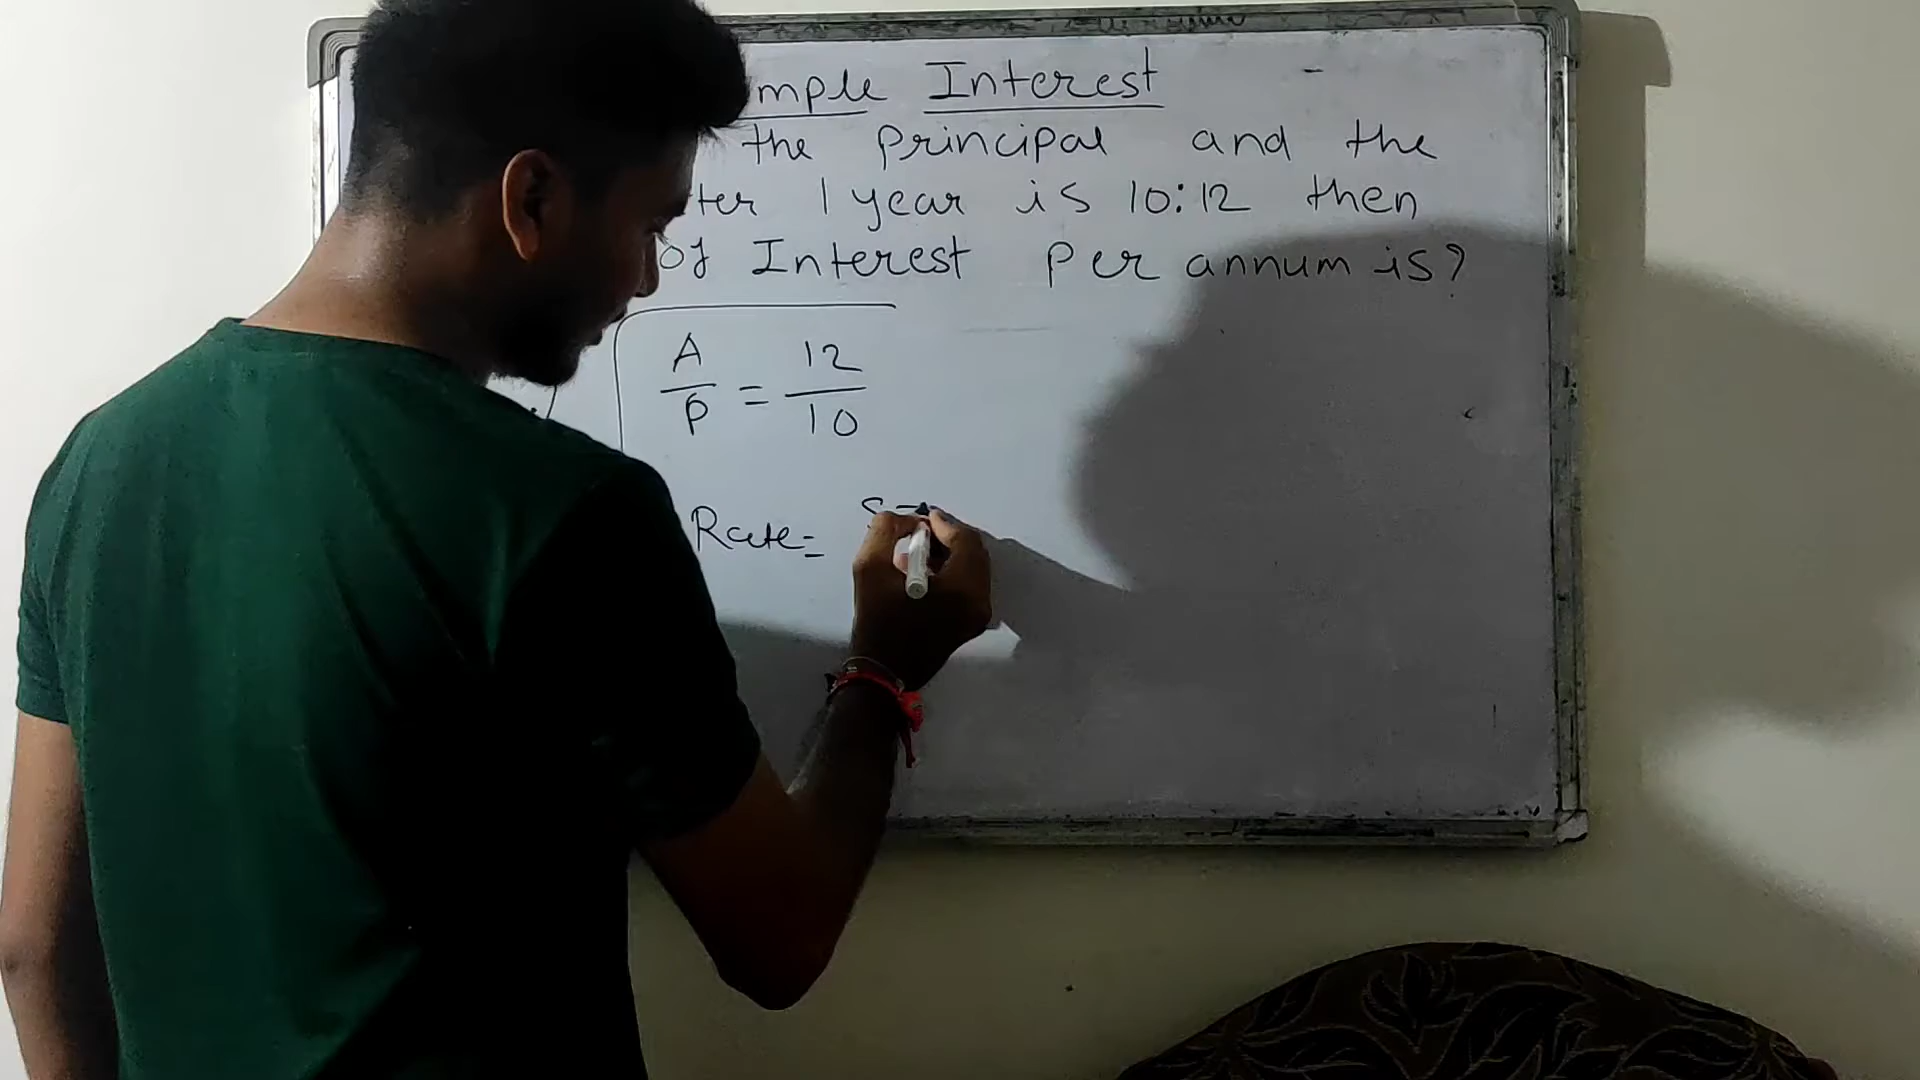 mple Interest
the principal and the
ter 1 year is 10:12 then
of Interest per annum is?
A/P = 12/10
Rate= S